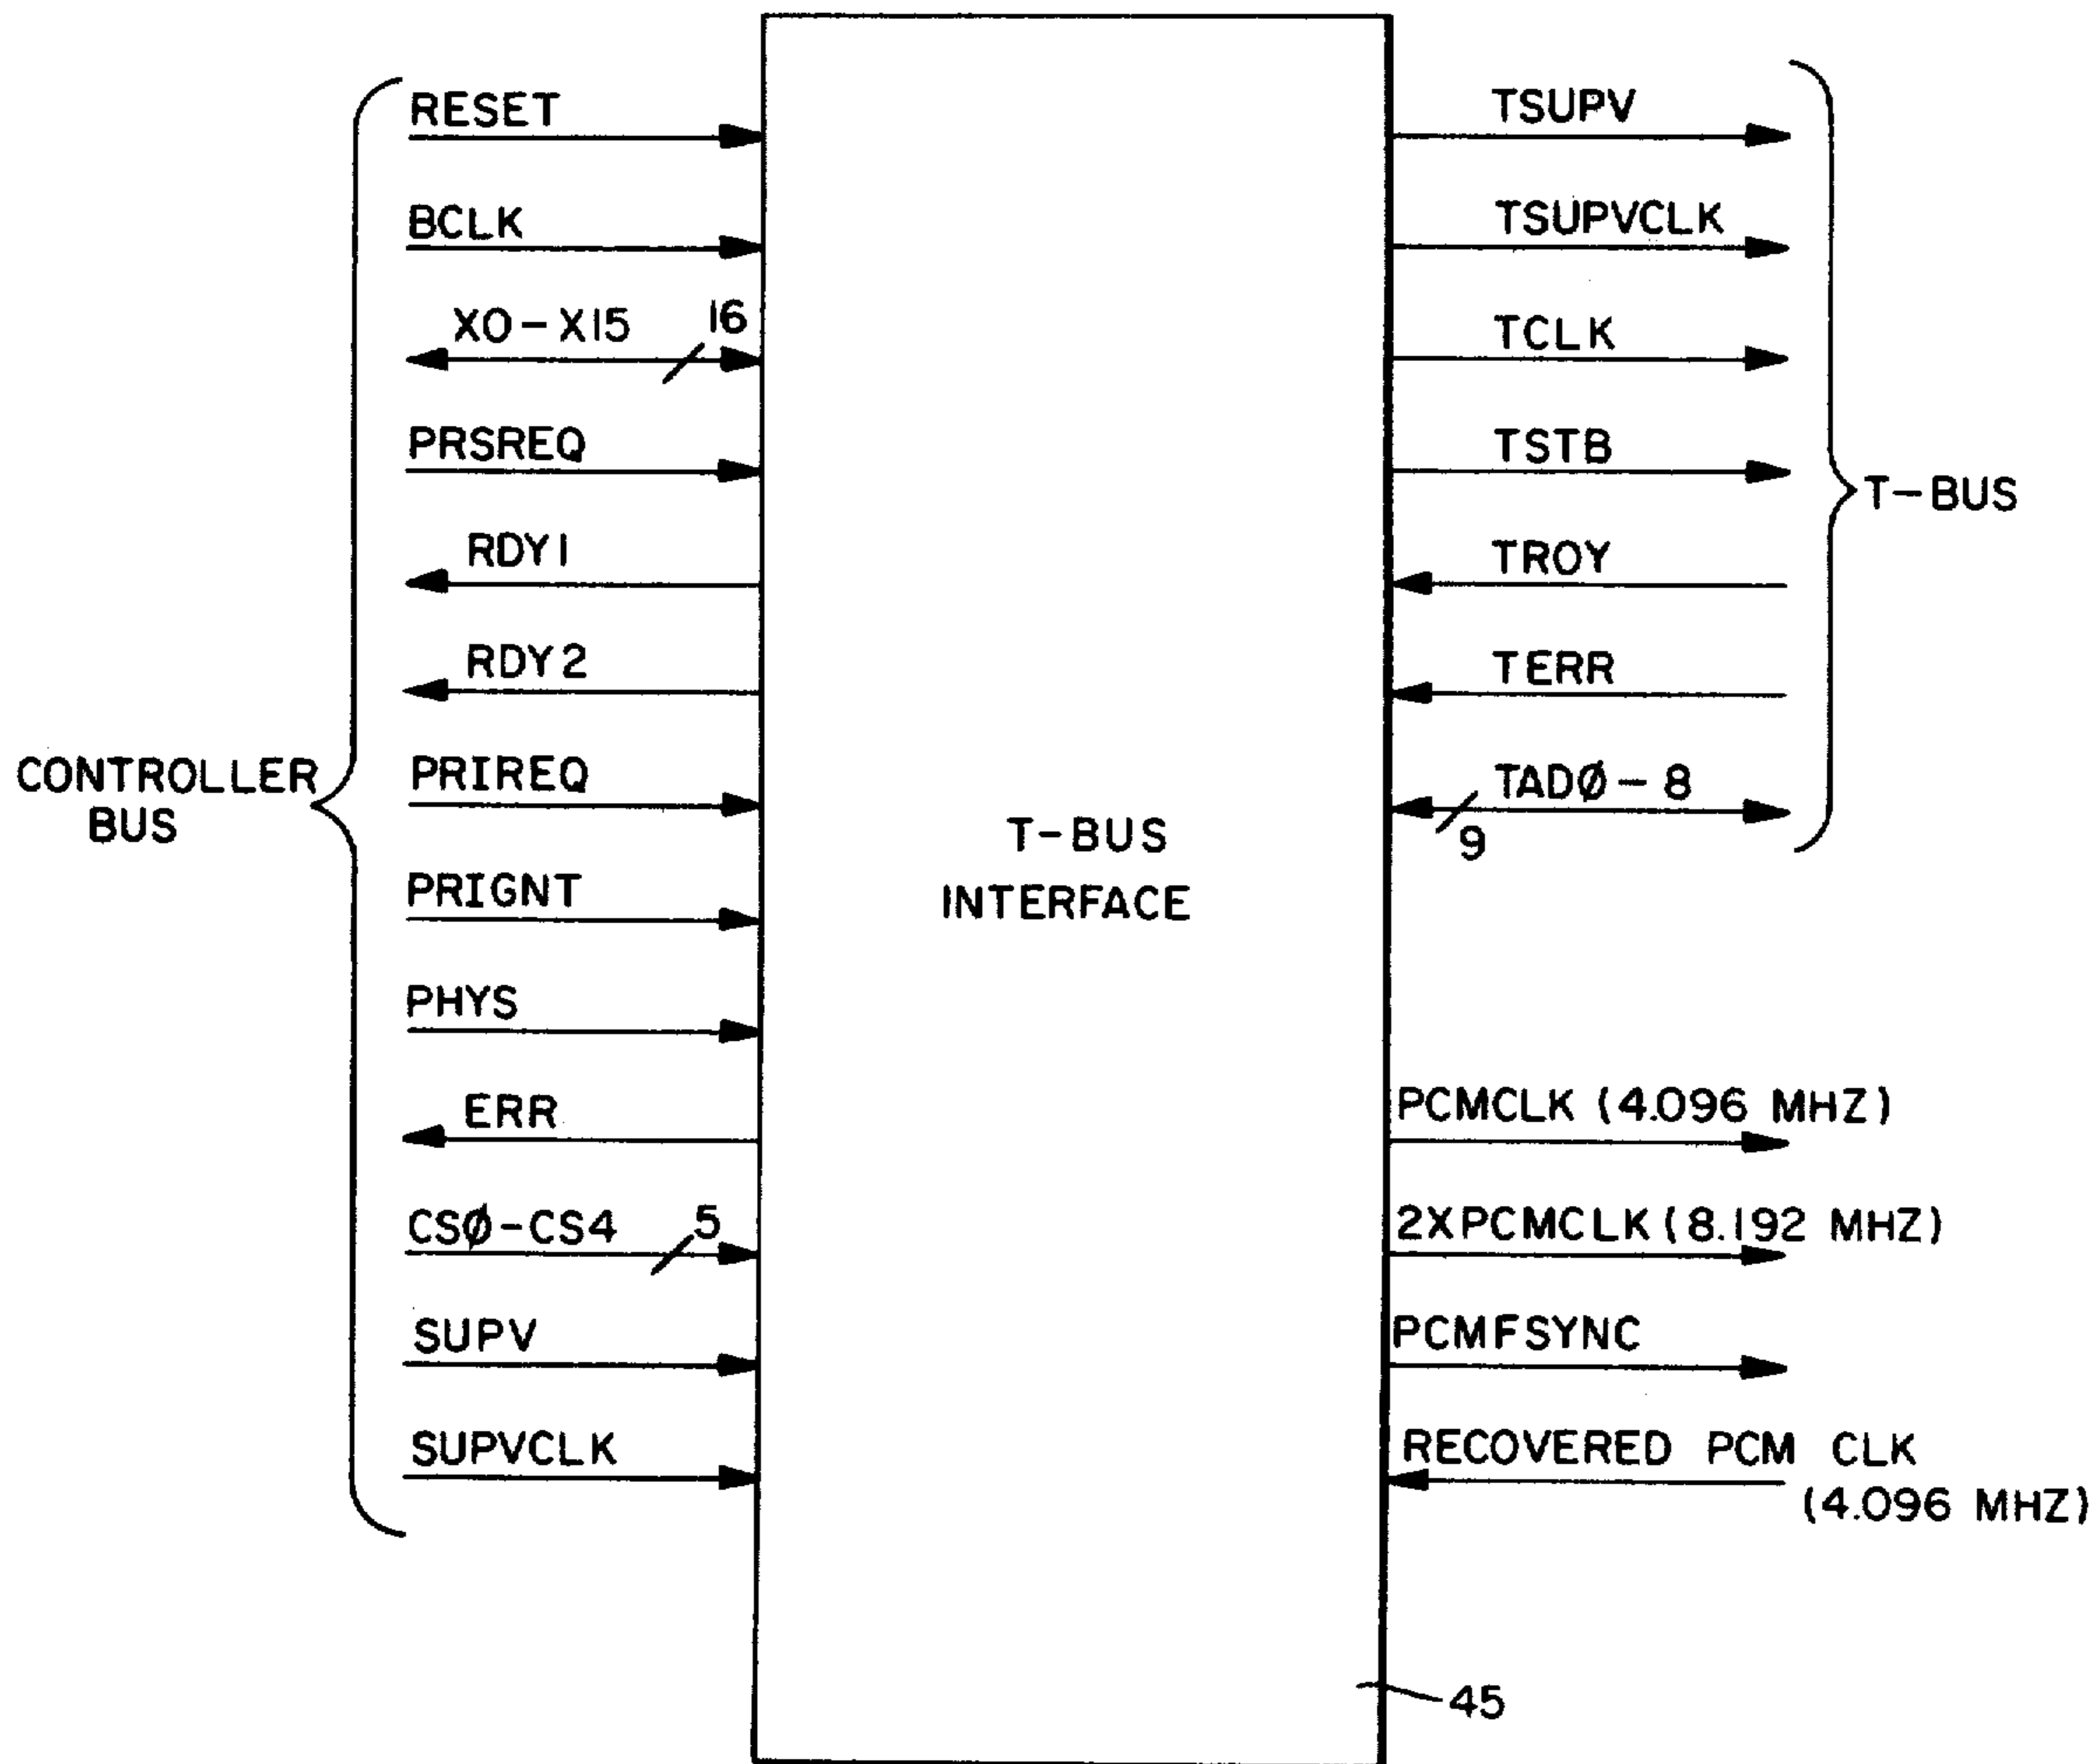 RESET
BCLK
X0-X15
16
PRSREQ
RDY1
RDY2
PRIREQ
PRIGNT
PHYS
ERR
CSØ-CS4
5
SUPV
SUPVCLK
CONTROLLER
BUS
T-BUS
INTERFACE
TSUPV
TSUPVCLK
TCLK
TSTB
TROY
TERR
TADØ-8
9
T-BUS
PCMCLK (4.096 MHZ)
2XPCMCLK (8.192 MHZ)
PCMFSYNC
RECOVERED PCM CLK
(4.096 MHZ)
45